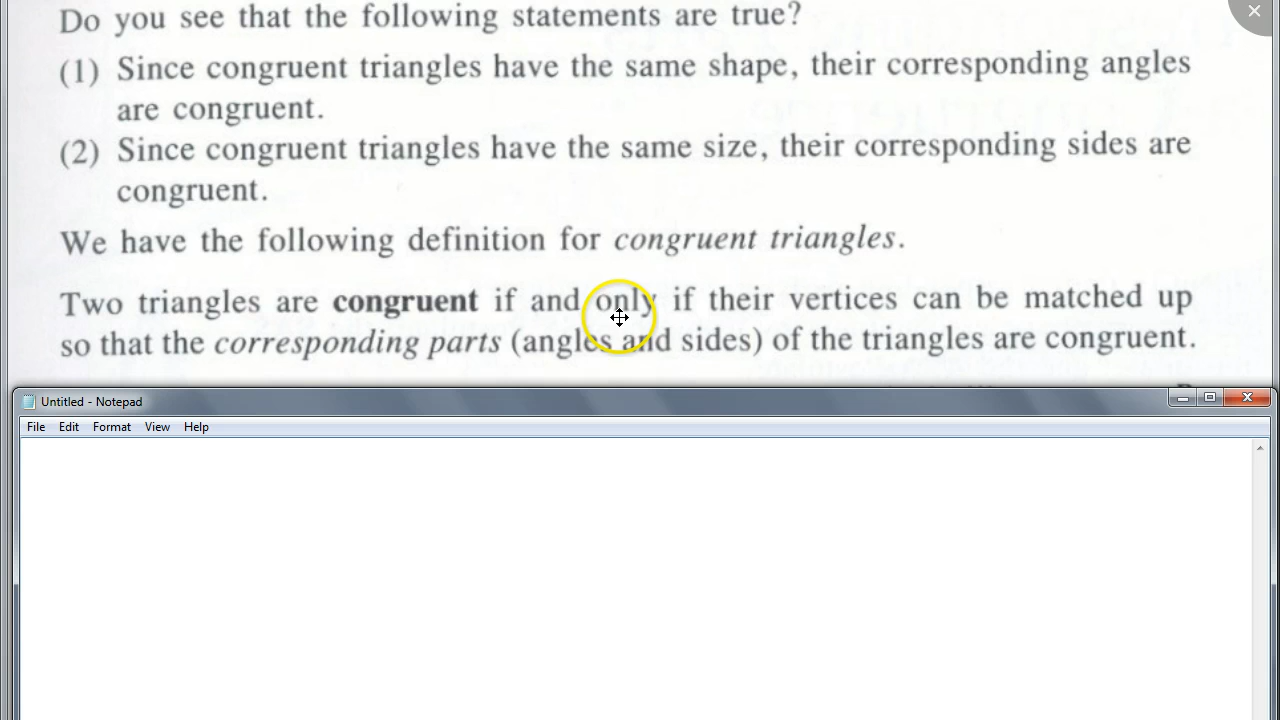 Do you see that the following statements are true?
(1) Since congruent triangles have the same shape, their corresponding angles
are congruent.
(2) Since congruent triangles have the same size, their corresponding sides are
congruent.
We have the following definition for congruent triangles.
Two triangles are congruent if and only if their vertices can be matched up
so that the corresponding parts (angles and sides) of the triangles are congruent.
Untitled - Notepad
File Edit Format View Help